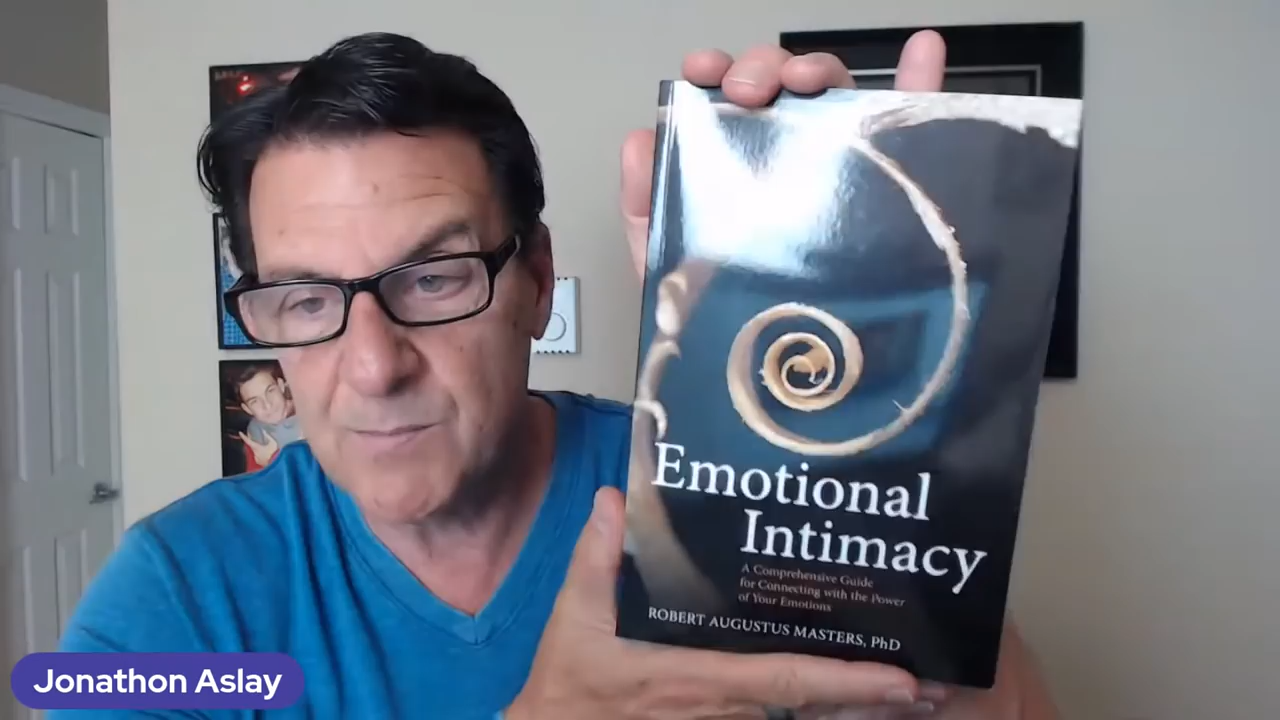 Emotional
Intimacy
A Comprehensive Guide
for Connecting with the Power
of Your Emotions
ROBERT AUGUSTUS MASTERS, PhD
Jonathon Aslay